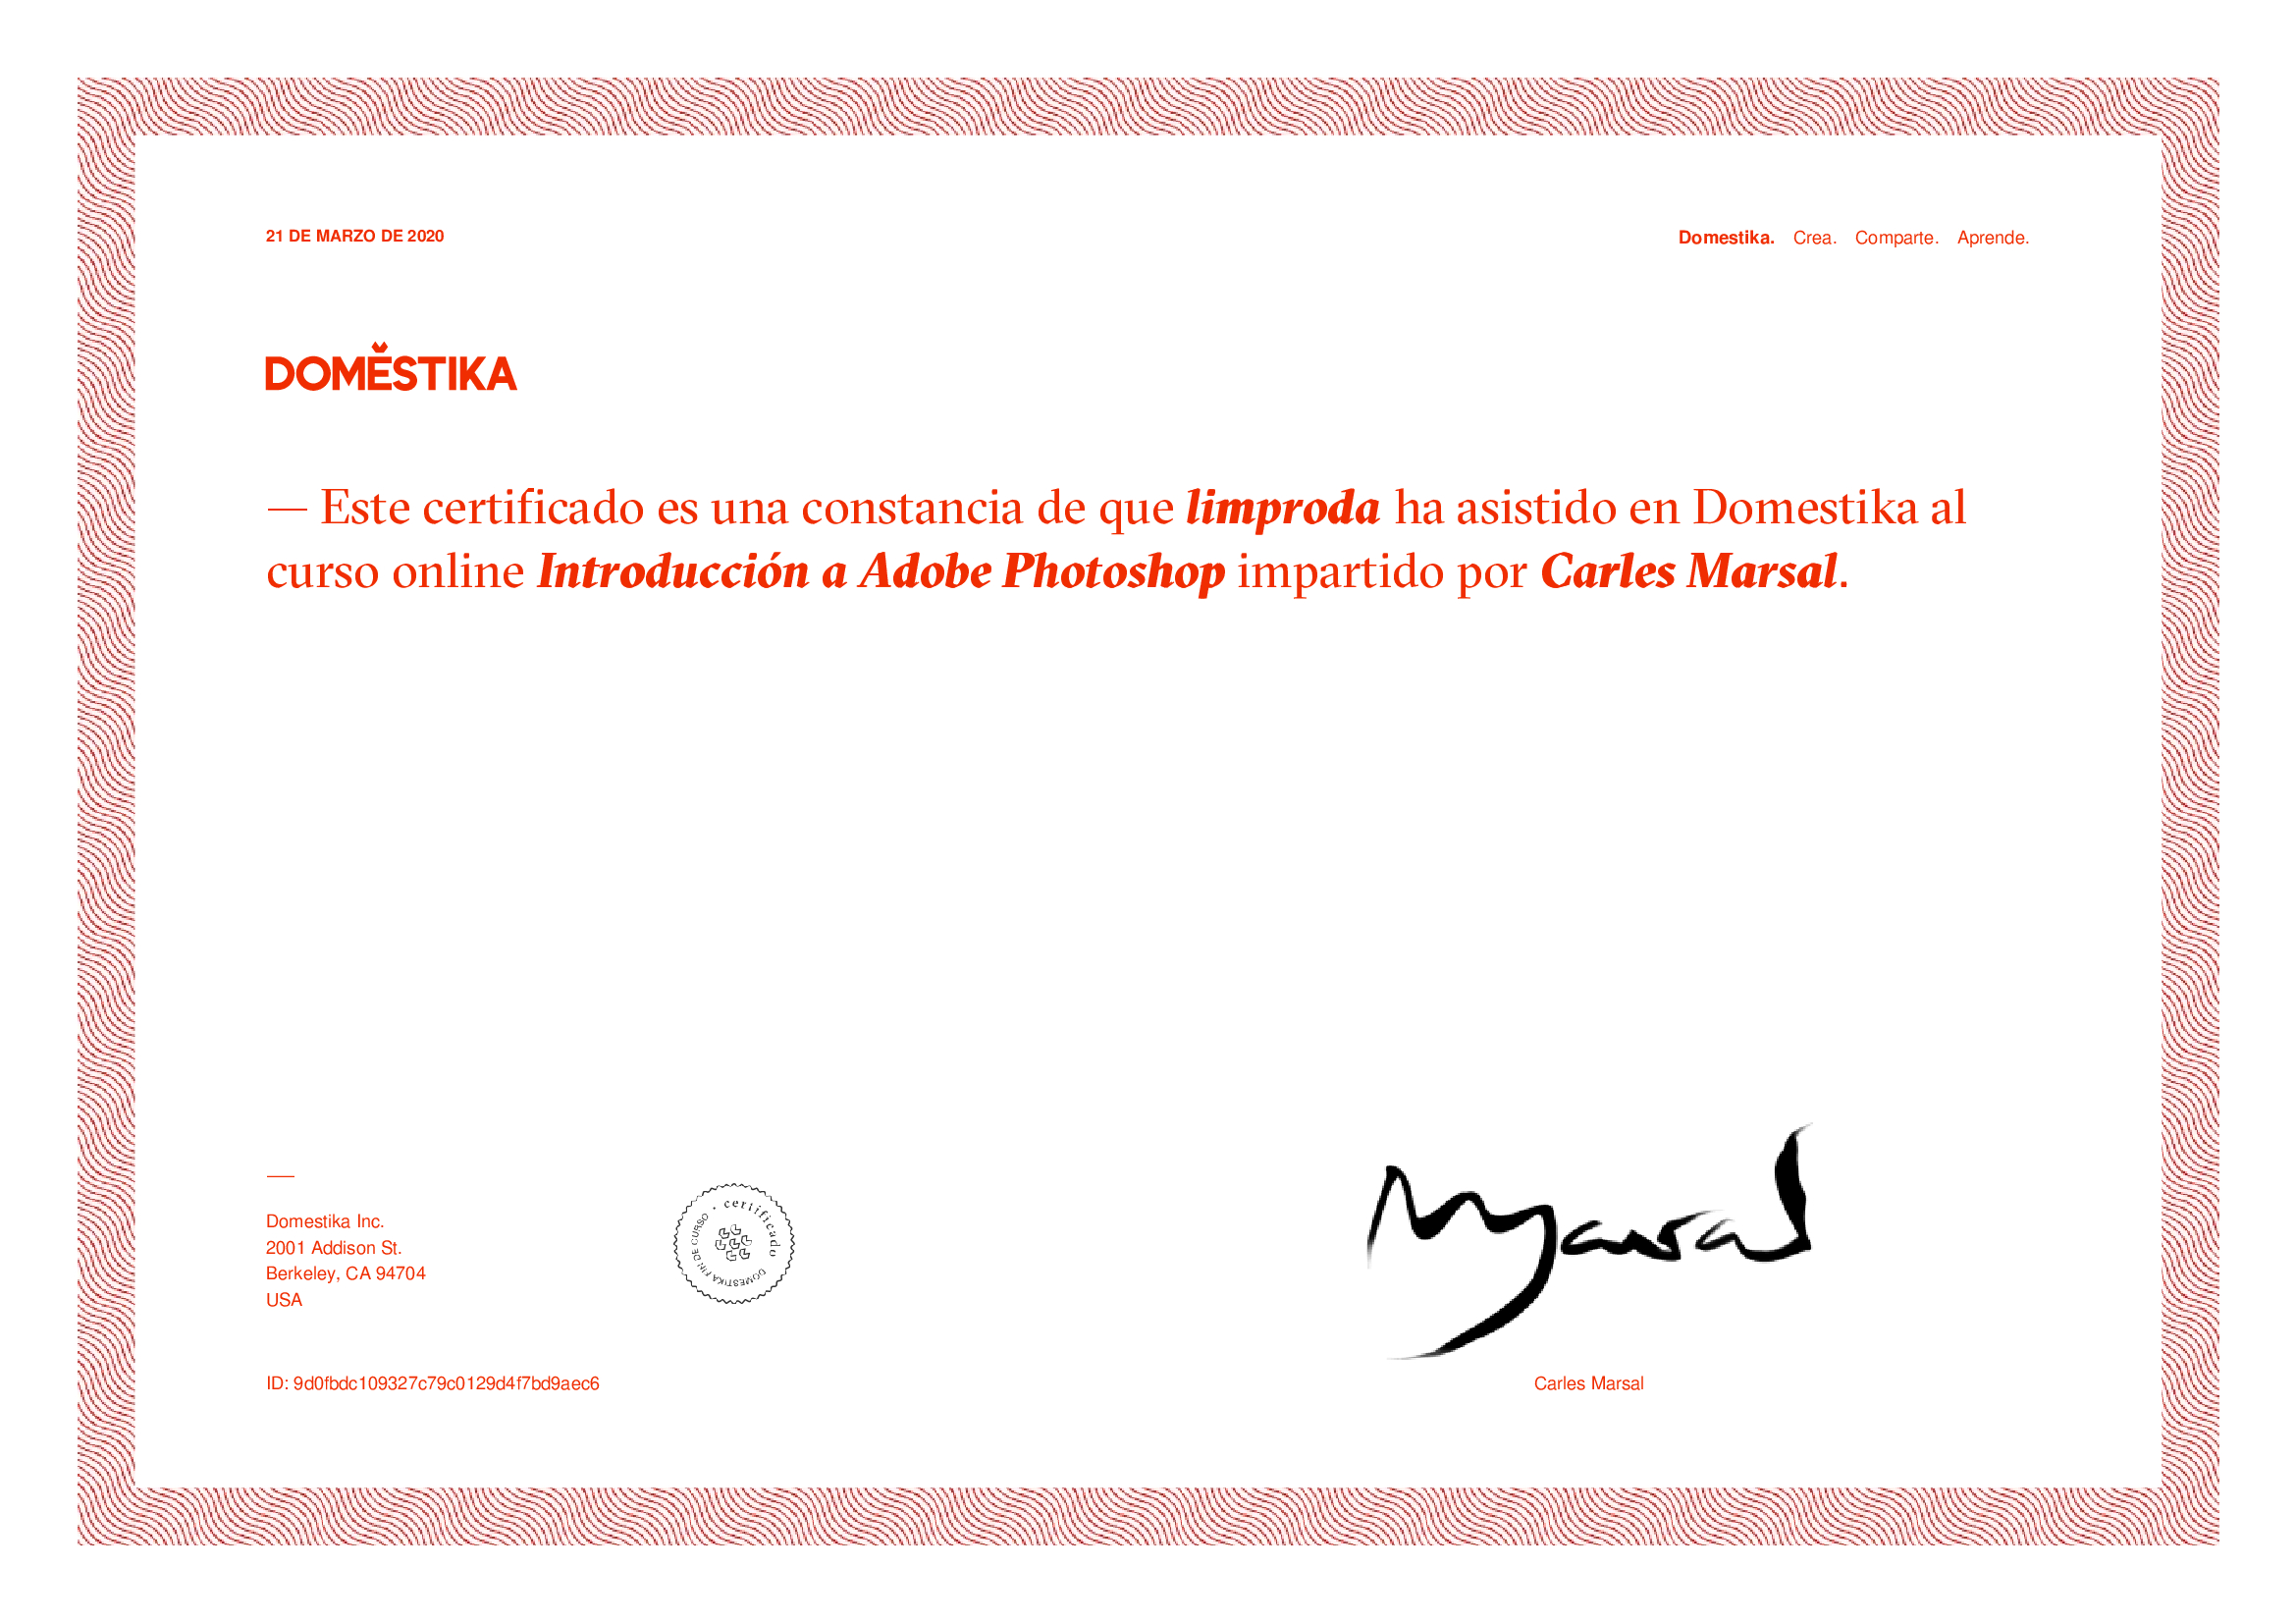 21 DE MARZO DE 2020
Domestika. Crea. Comparte. Aprende.
DOMĔSTIKA
— Este certificado es una constancia de que limproda ha asistido en Domestika al
curso online Introducción a Adobe Photoshop impartido por Carles Marsal.
—
Domestika Inc.
2001 Addison St.
Berkeley, CA 94704
USA
certificado
DOMESTIKA FIN DE CURSO
Marsal
ID: 9d0fbdc109327c79c0129d4f7bd9aec6
Carles Marsal